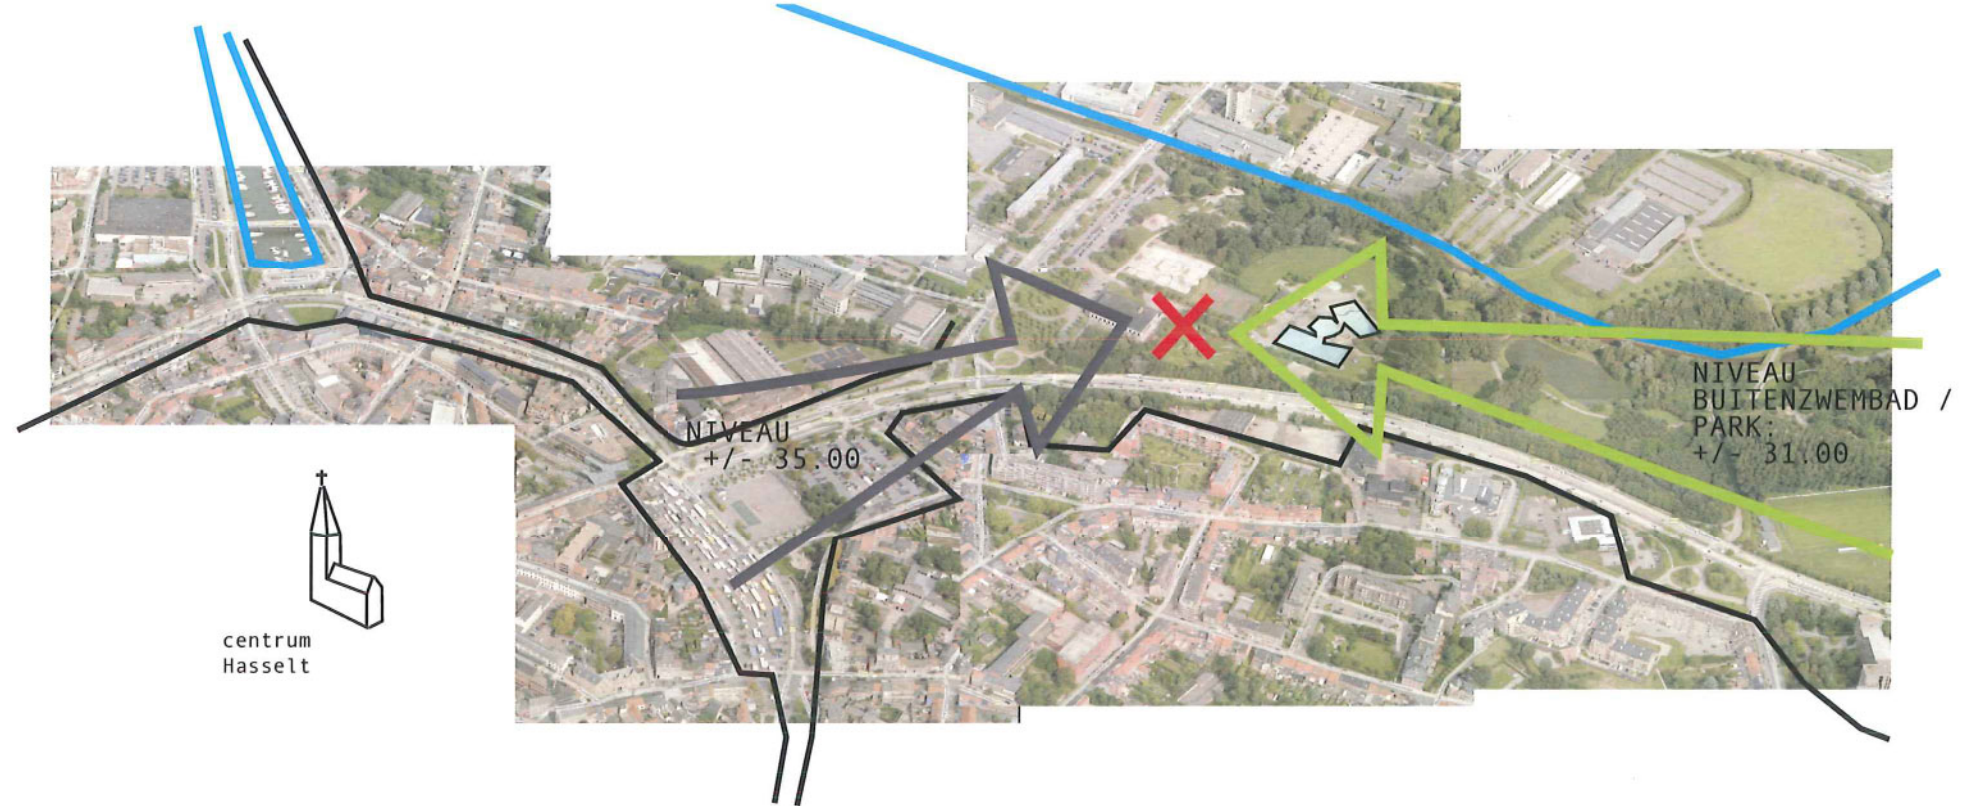 NIVEAU
+/- 35.00
NIVEAU
BUITENZWEMBAD /
PARK:
+/- 31.00
centrum
Hasselt